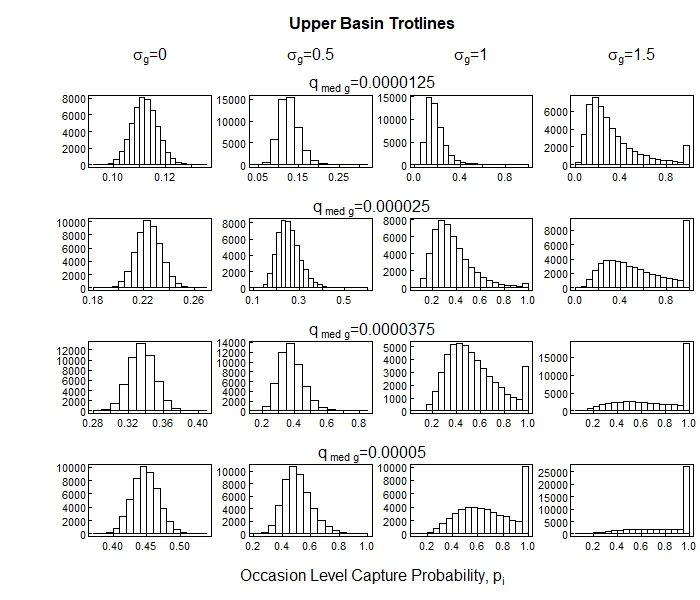 Upper Basin Trotlines
σg=0 σg=0.5 σg=1 σg=1.5
q med g=0.0000125
8000 6000 4000 2000 0 0.10 0.12
15000 10000 5000 0 0.05 0.15 0.25
15000 10000 5000 0 0.0 0.4 0.8
6000 4000 2000 0 0.0 0.4 0.8
q med g=0.000025
10000 8000 6000 4000 2000 0 0.18 0.22 0.26
8000 6000 4000 2000 0 0.1 0.3 0.5
8000 6000 4000 2000 0 0.2 0.4 0.6 0.8 1.0
8000 6000 4000 2000 0 0.0 0.4 0.8
q med g=0.0000375
12000 10000 8000 6000 4000 2000 0 0.28 0.32 0.36 0.40
14000 12000 10000 8000 6000 4000 2000 0 0.2 0.4 0.6 0.8
5000 4000 3000 2000 1000 0 0.2 0.4 0.6 0.8 1.0
15000 10000 5000 0 0.2 0.4 0.6 0.8 1.0
q med g=0.00005
10000 8000 6000 4000 2000 0 0.40 0.45 0.50
10000 8000 6000 4000 2000 0 0.2 0.4 0.6 0.8 1.0
10000 8000 6000 4000 2000 0 0.2 0.4 0.6 0.8 1.0
25000 20000 15000 10000 5000 0 0.2 0.4 0.6 0.8 1.0
Occasion Level Capture Probability, pi